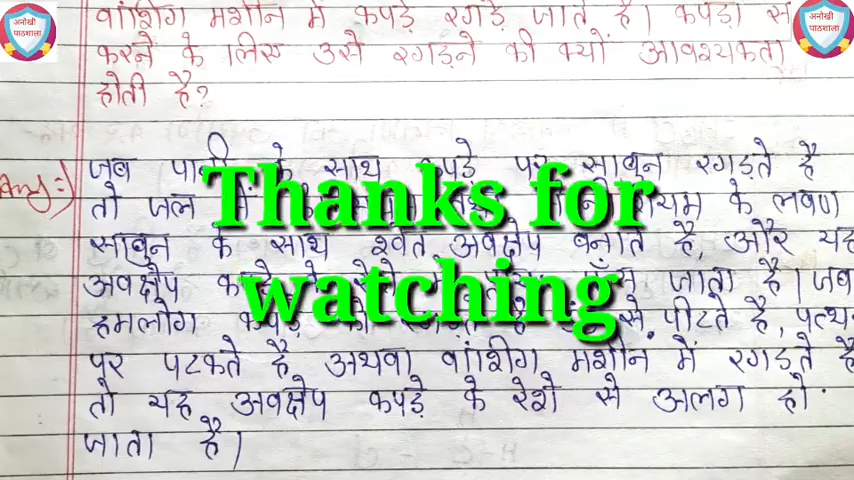 अनोखी
पाठशाला
अनोखी
पाठशाला
वाशिंग मशीन में कपड़े रगड़े जाते है। कपड़ा स
करने के लिए उसे रगड़ने की क्यों आवश्यकता
होती है?
Ans:→ जब पानी के साथ कपड़े पर साबुन रगड़ते है
तो जल में के लवण
साबुन के साथ श्वेत अवक्षेप बनाते है, और यह
अवक्षेप जाता है। जब
हमलोग कपड़े को रगड़ते है से पीटते है, पत्थ
पर पटकते है अथवा वांशिग मशीन में रगड़ते है
तो यह अवक्षेप कपड़े के रेशे से अलग हो
जाता है।
Thanks for
watching